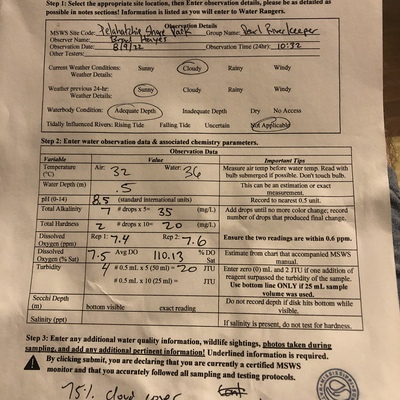 Step 1: Select the appropriate site location, then Enter observation details, please be as detailed as
possible in notes sections! Information is listed as you will enter to Water Rangers.
Observation Details
MSWS Site Code: Pelahatchie Shore Park Group Name: Pearl Riverkeeper
Observer Name:
Observation Date: 8/9/22 Observation Time (24hr): 10:32
Other Testers:
Current Weather Conditions: Sunny Cloudy Rainy Windy
Weather Details:
Weather previous 24-hr: Sunny Cloudy Rainy Windy
Weather Details:
Waterbody Condition: Adequate Depth Inadequate Depth Dry No Access
Tidally Influenced Rivers: Rising Tide Falling Tide Uncertain Not Applicable
Step 2: Enter water observation data & associated chemistry parameters.
Observation Data
Variable Value Important Tips
Temperature (°C) Air: 32 Water: 36 Measure air temp before water temp. Read with bulb submerged if possible. Don't touch bulb.
Water Depth (m) .5 This can be an estimation or exact measurement.
pH (0-14) 8.5 (standard international units) Record to nearest 0.5 unit.
Total Alkalinity 7 # drops x 5= 35 (mg/L) Add drops until no more color change; record number of drops that produced final change.
Total Hardness 2 # drops x 10= 20 (mg/L)
Dissolved Oxygen (ppm) Rep 1: 7.4 Rep 2: 7.6 Ensure the two readings are within 0.6 ppm.
Dissolved Oxygen (% Sat) 7.5 Avg DO 110.13 % DO Sat Estimate from chart that accompanied MSWS manual.
Turbidity 4 # 0.5 mL x 5 (50 ml) = 20 JTU Enter zero (0) mL and 2 JTU if one addition of reagent surpassed the turbidity of the sample.
# 0.5 mL x 10 (25 ml) = JTU Use bottom line ONLY if 25 mL sample volume was used.
Secchi Depth (m) bottom visible exact reading Do not record depth if disk hits bottom while visible.
Salinity (ppt) If salinity is present, do not test for hardness.
Step 3: Enter any additional water quality information, wildlife sightings, photos taken during
sampling, and add any additional pertinent information! Underlined information is required.
By clicking submit, you are declaring that you are currently a certified MSWS
monitor and that you accurately followed all sampling and testing protocols.
75% cloud cover